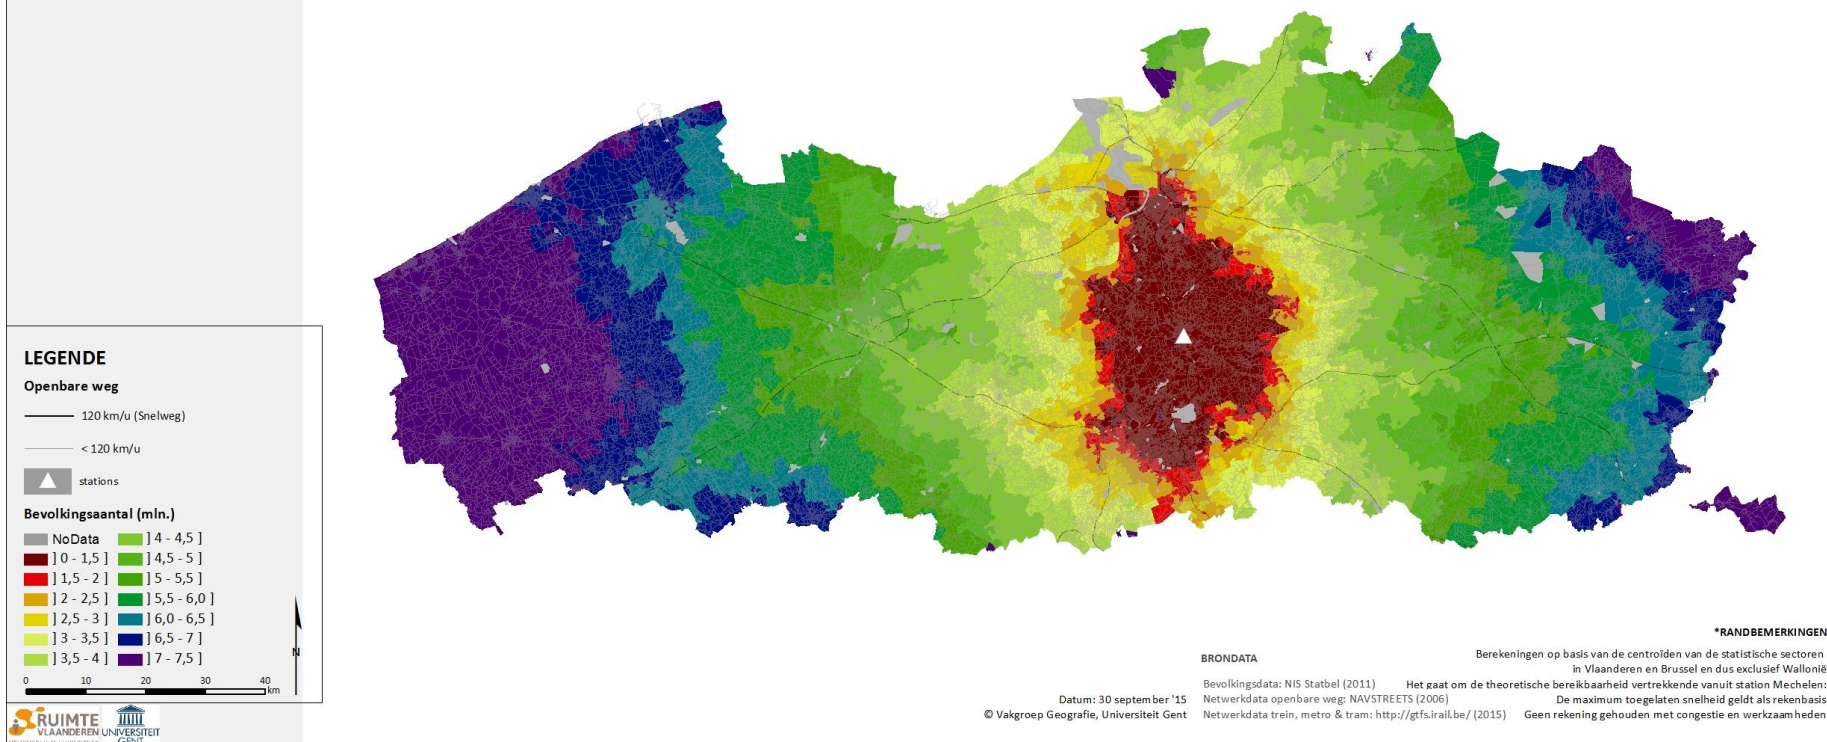 LEGENDE
Openbare weg
120 km/u (Snelweg)
< 120 km/u
stations
Bevolkingsaantal (mln.)
NoData ] 4 - 4,5 ]
] 0 - 1,5 ] ] 4,5 - 5 ]
] 1,5 - 2 ] ] 5 - 5,5 ]
] 2 - 2,5 ] ] 5,5 - 6,0 ]
] 2,5 - 3 ] ] 6,0 - 6,5 ]
] 3 - 3,5 ] ] 6,5 - 7 ]
] 3,5 - 4 ] ] 7 - 7,5 ]
N
0 10 20 30 40
km
RUIMTE
VLAANDEREN
UNIVERSITEIT
GENT
Datum: 30 september '15
© Vakgroep Geografie, Universiteit Gent
BRONDATA
Bevolkingsdata: NIS Statbel (2011)
Netwerkdata openbare weg: NAVSTREETS (2006)
Netwerkdata trein, metro & tram: http://gtfs.irail.be/ (2015)
*RANDBEMERKINGEN
Berekeningen op basis van de centroïden van de statistische sectoren
in Vlaanderen en Brussel en dus exclusief Wallonië
Het gaat om de theoretische bereikbaarheid vertrekkende vanuit station Mechelen:
De maximum toegelaten snelheid geldt als rekenbasis
Geen rekening gehouden met congestie en werkzaamheden